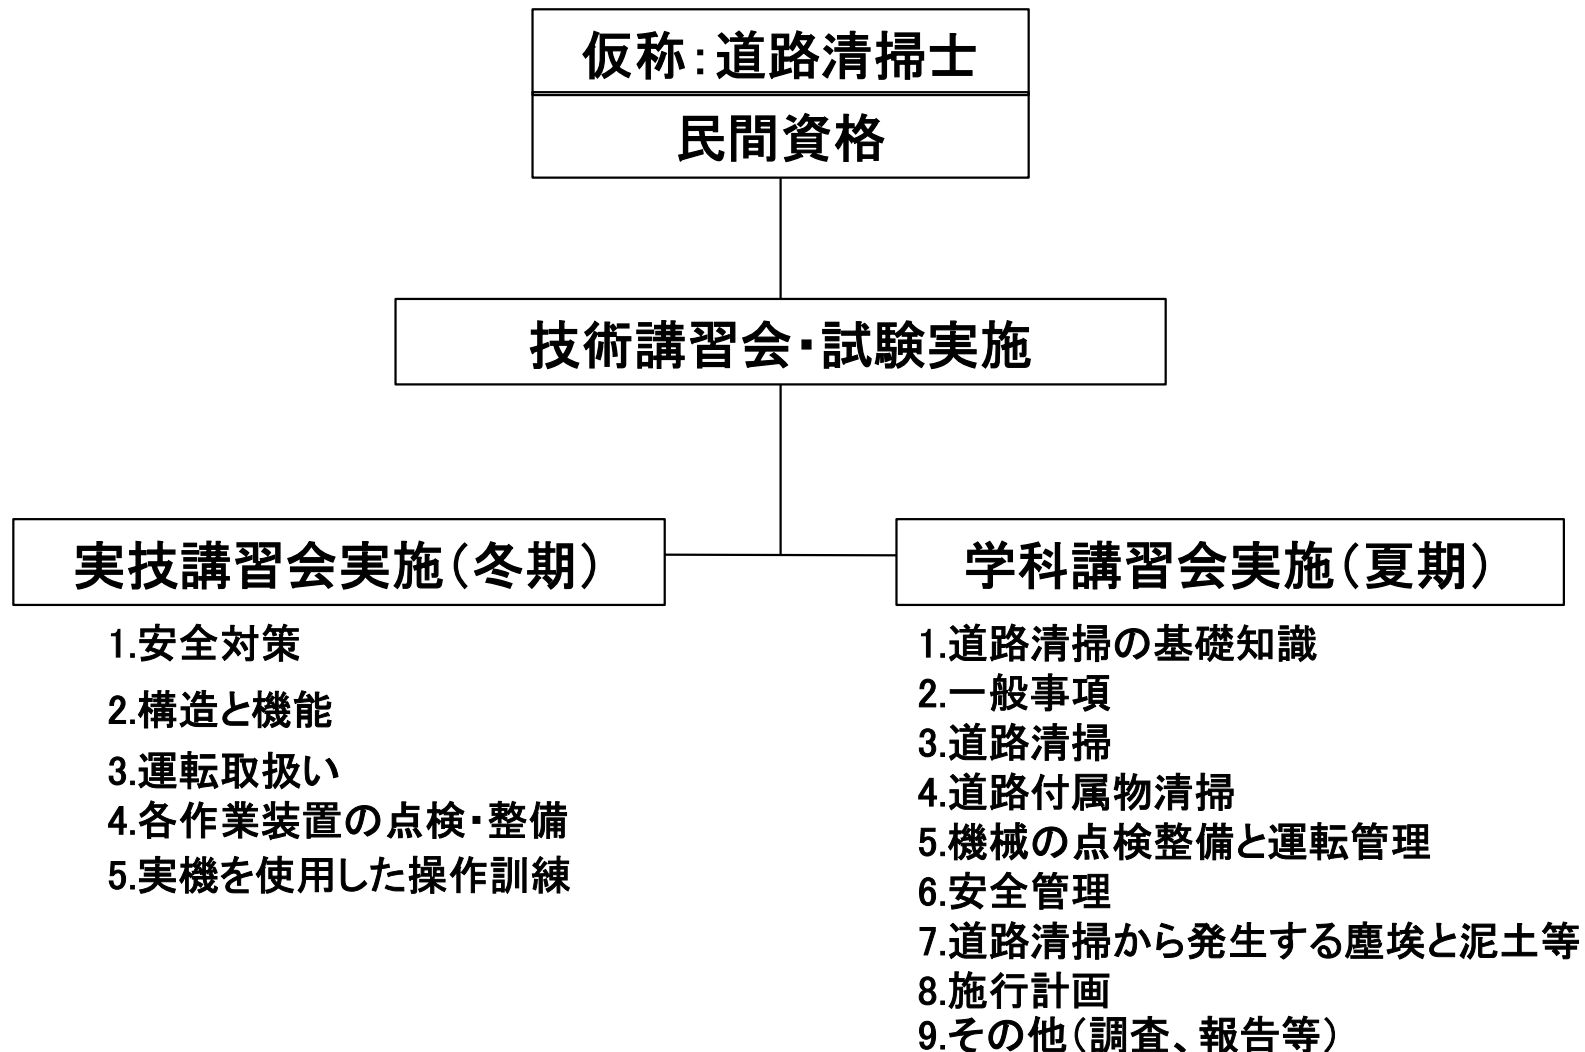 仮称：道路清掃士
民間資格
技術講習会・試験実施
実技講習会実施（冬期）
1.安全対策
2.構造と機能
3.運転取扱い
4.各作業装置の点検・整備
5.実機を使用した操作訓練
学科講習会実施（夏期）
1.道路清掃の基礎知識
2.一般事項
3.道路清掃
4.道路付属物清掃
5.機械の点検整備と運転管理
6.安全管理
7.道路清掃から発生する塵埃と泥土等
8.施行計画
9.その他（調査、報告等）